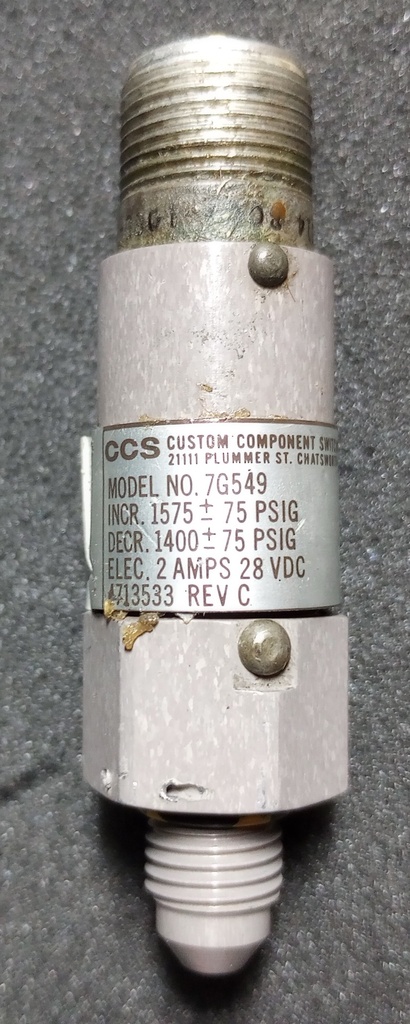 CCS CUSTOM COMPONENT
21111 PLUMMER ST.
MODEL NO. 7G549
INCR. 1575 ± 75 PSIG
DECR. 1400 ± 75 PSIG
ELEC. 2 AMPS 28 VDC
4713533 REV C